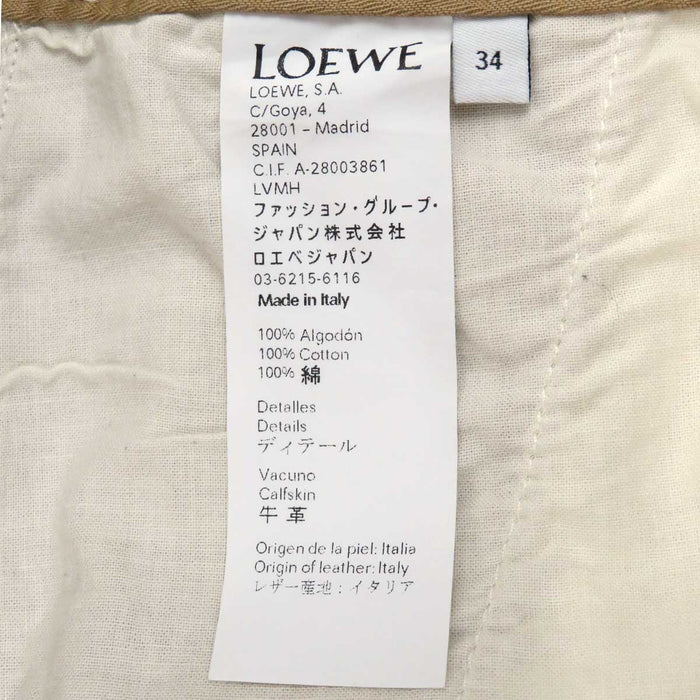 LOEWE
34
LOEWE, S.A.
C/Goya, 4
28001 – Madrid
SPAIN
C.I.F. A-28003861
LVMH
ファッション・グループ・
ジャパン株式会社
ロエベジャパン
03-6215-6116
Made in Italy
100% Algodón
100% Cotton
100% 綿
Detalles
Details
ディテール
Vacuno
Calfskin
牛革
Origen de la piel: Italia
Origin of leather: Italy
レザー産地：イタリア